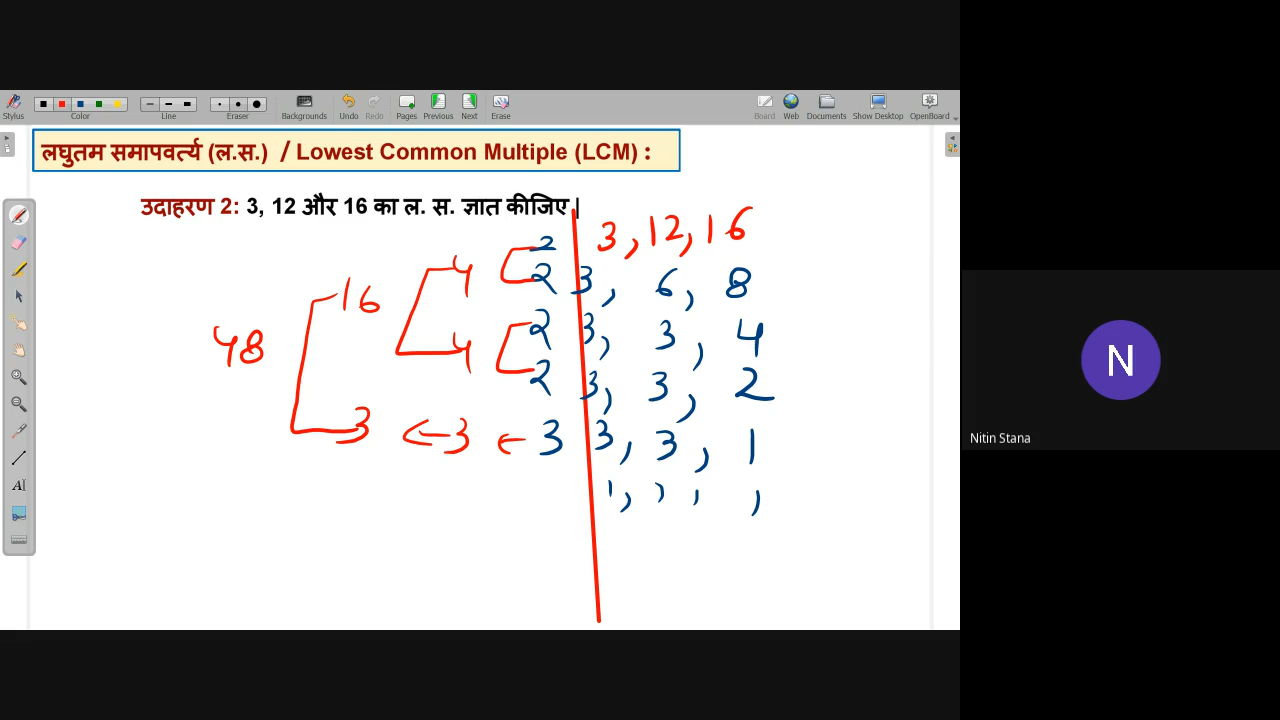 Stylus Color Line Eraser Backgrounds Undo Redo Pages Previous Next Erase Board Web Documents Show Desktop OpenBoard
लघुतम समापवर्त्य (ल.स.) / Lowest Common Multiple (LCM) :
उदाहरण 2: 3, 12 और 16 का ल. स. ज्ञात कीजिए |
2 3, 12, 16
2 3, 6, 8
2 3, 3, 4
2 3, 3, 2
3 3, 3, 1
1, 1, 1
16 4
48 4
3 ← 3 ←
N
Nitin Stana